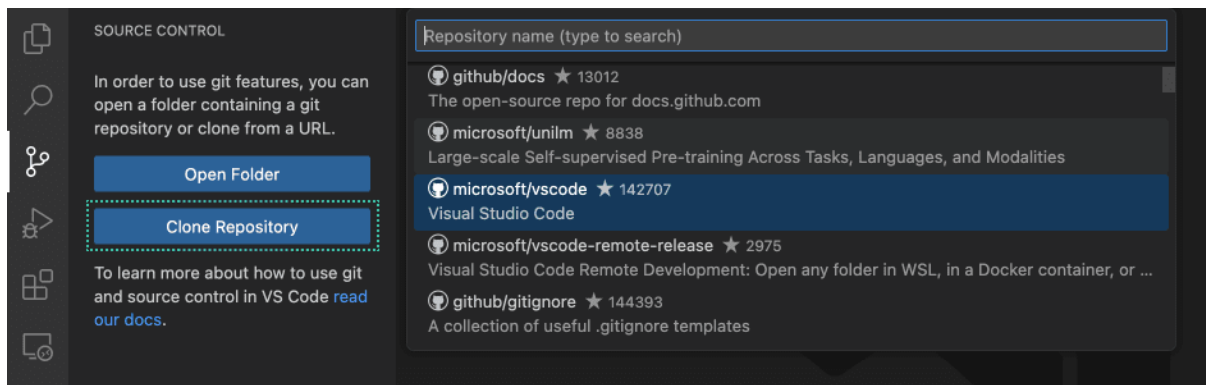 SOURCE CONTROL
In order to use git features, you can
open a folder containing a git
repository or clone from a URL.
Open Folder
Clone Repository
To learn more about how to use git
and source control in VS Code read
our docs.
Repository name (type to search)
github/docs ★ 13012
The open-source repo for docs.github.com
microsoft/unilm ★ 8838
Large-scale Self-supervised Pre-training Across Tasks, Languages, and Modalities
microsoft/vscode ★ 142707
Visual Studio Code
microsoft/vscode-remote-release ★ 2975
Visual Studio Code Remote Development: Open any folder in WSL, in a Docker container, or ...
github/gitignore ★ 144393
A collection of useful .gitignore templates